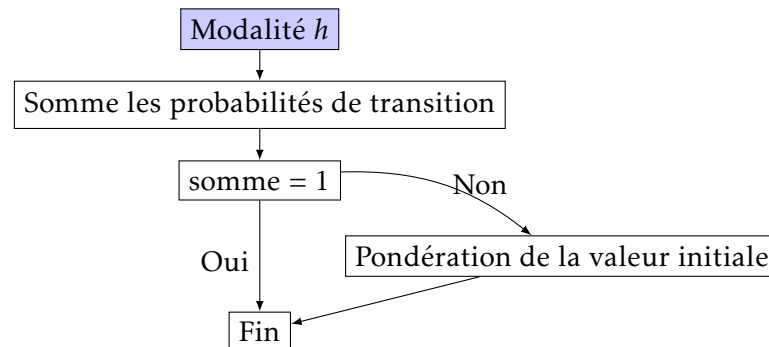 Modalité h
Somme les probabilités de transition
somme = 1
Non
Pondération de la valeur initiale
Oui
Fin